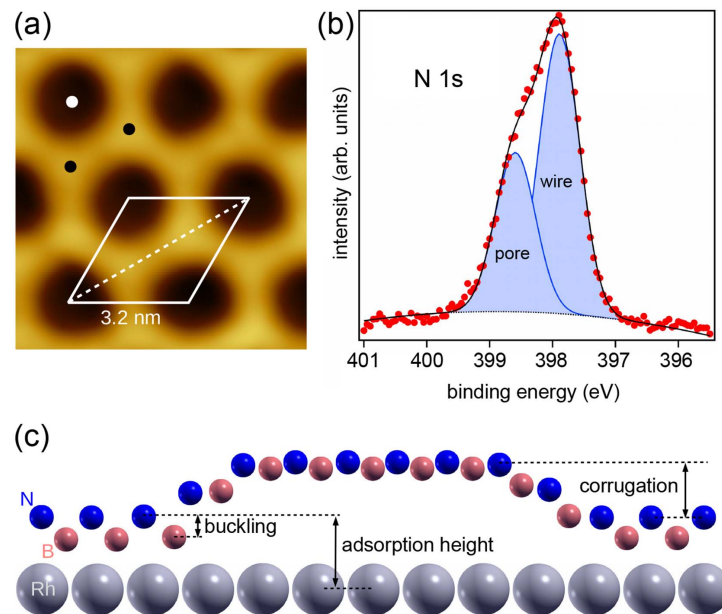 (a)
3.2 nm
(b)
N 1s
wire
pore
intensity (arb. units)
401 400 399 398 397 396
binding energy (eV)
(c)
N
B
Rh
buckling
adsorption height
corrugation